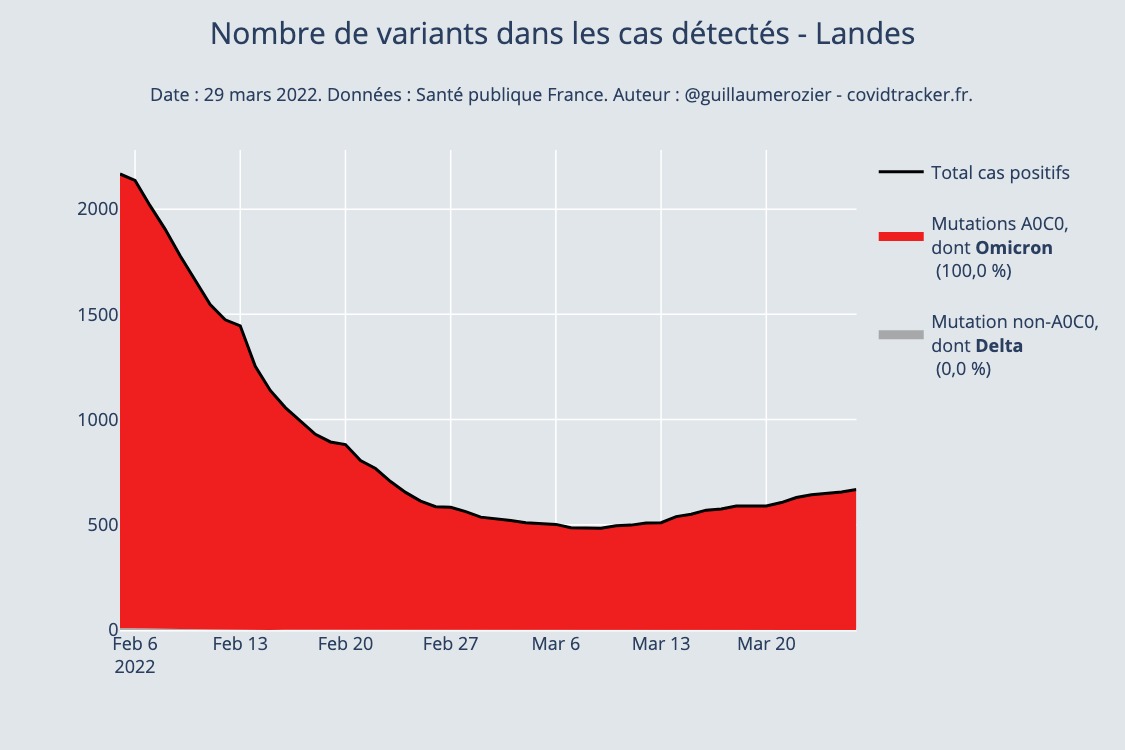 Nombre de variants dans les cas détectés - Landes
Date : 29 mars 2022. Données : Santé publique France. Auteur : @guillaumerozier - covidtracker.fr.
Total cas positifs
Mutations A0C0,
dont Omicron
(100,0 %)
Mutation non-A0C0,
dont Delta
(0,0 %)
2000
1500
1000
500
0
Feb 6 Feb 13 Feb 20 Feb 27 Mar 6 Mar 13 Mar 20
2022